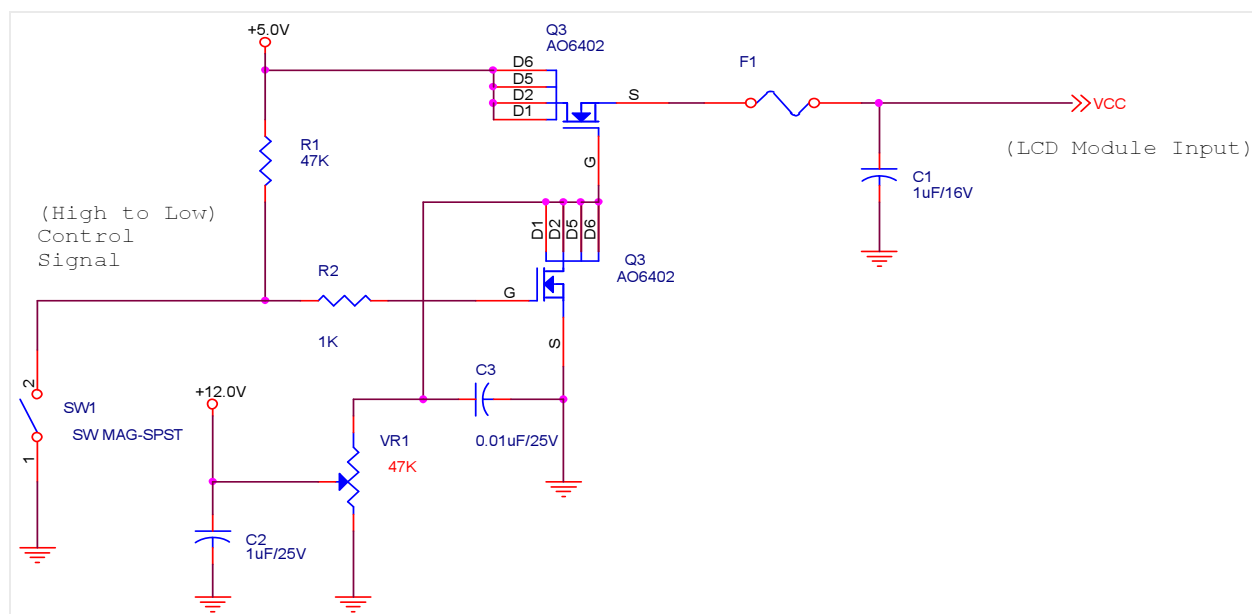 +5.0V
Q3
AO6402
D6
D5
D2
D1
S
G
F1
VCC
(LCD Module Input)
R1
47K
C1
1uF/16V
(High to Low)
Control
Signal
D1
D2
D5
D6
Q3
AO6402
R2
1K
G
S
2
SW1
SW MAG-SPST
1
+12.0V
C3
0.01uF/25V
VR1
47K
C2
1uF/25V